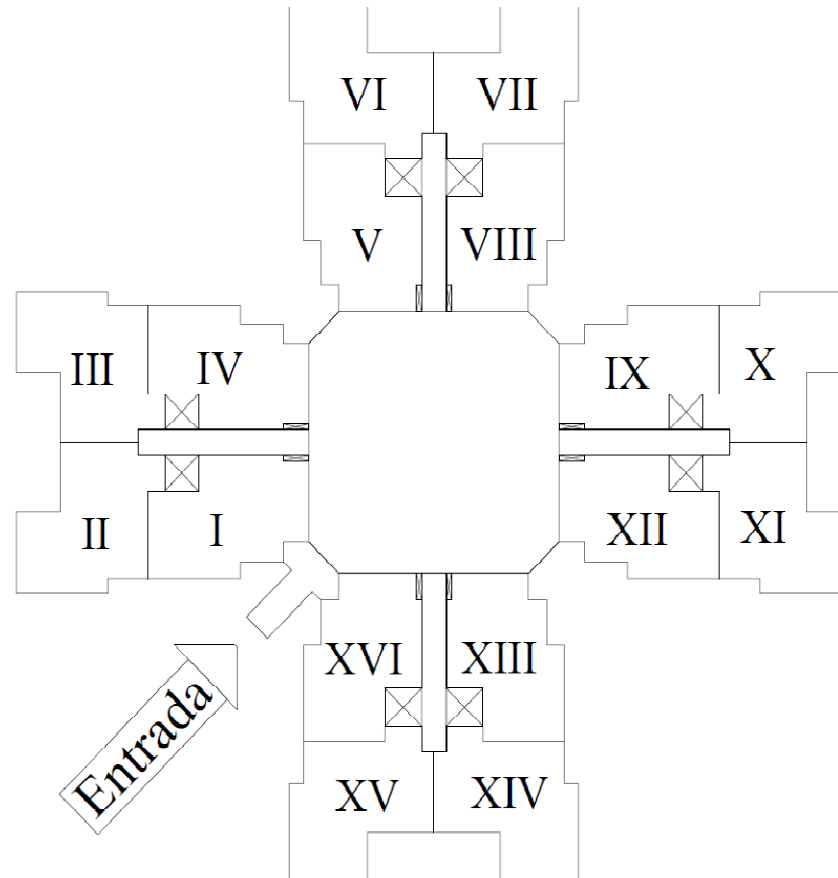 VI VII
V VIII
III IV IX X
II I XII XI
XVI XIII
Entrada
XV XIV